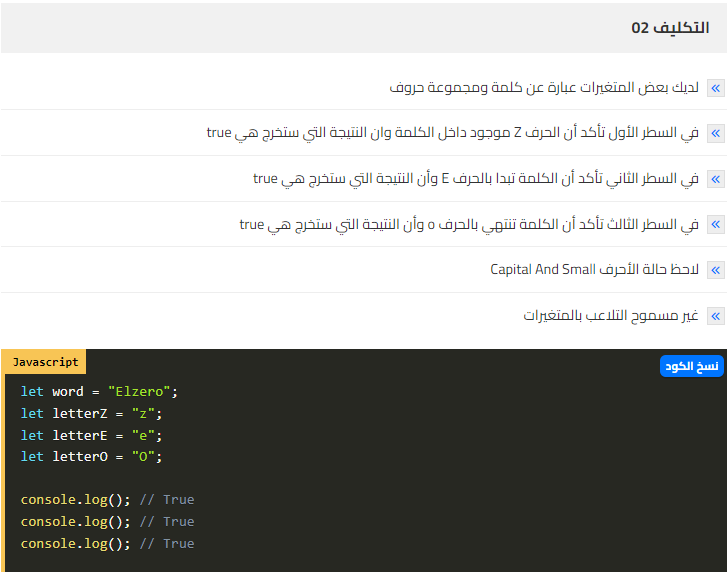 التكليف 02
لديك بعض المتغيرات عبارة عن كلمة ومجموعة حروف
في السطر الأول تأكد أن الحرف Z موجود داخل الكلمة وان النتيجة التي ستخرج هي true
في السطر الثاني تأكد أن الكلمة تبدا بالحرف E وأن النتيجة التي ستخرج هي true
في السطر الثالث تأكد أن الكلمة تنتهي بالحرف o وأن النتيجة التي ستخرج هي true
لاحظ حالة الأحرف Capital And Small
غير مسموح التلاعب بالمتغيرات
Javascript
نسخ الكود
let word = "Elzero";
let letterZ = "z";
let letterE = "e";
let letterO = "O";
console.log(); // True
console.log(); // True
console.log(); // True